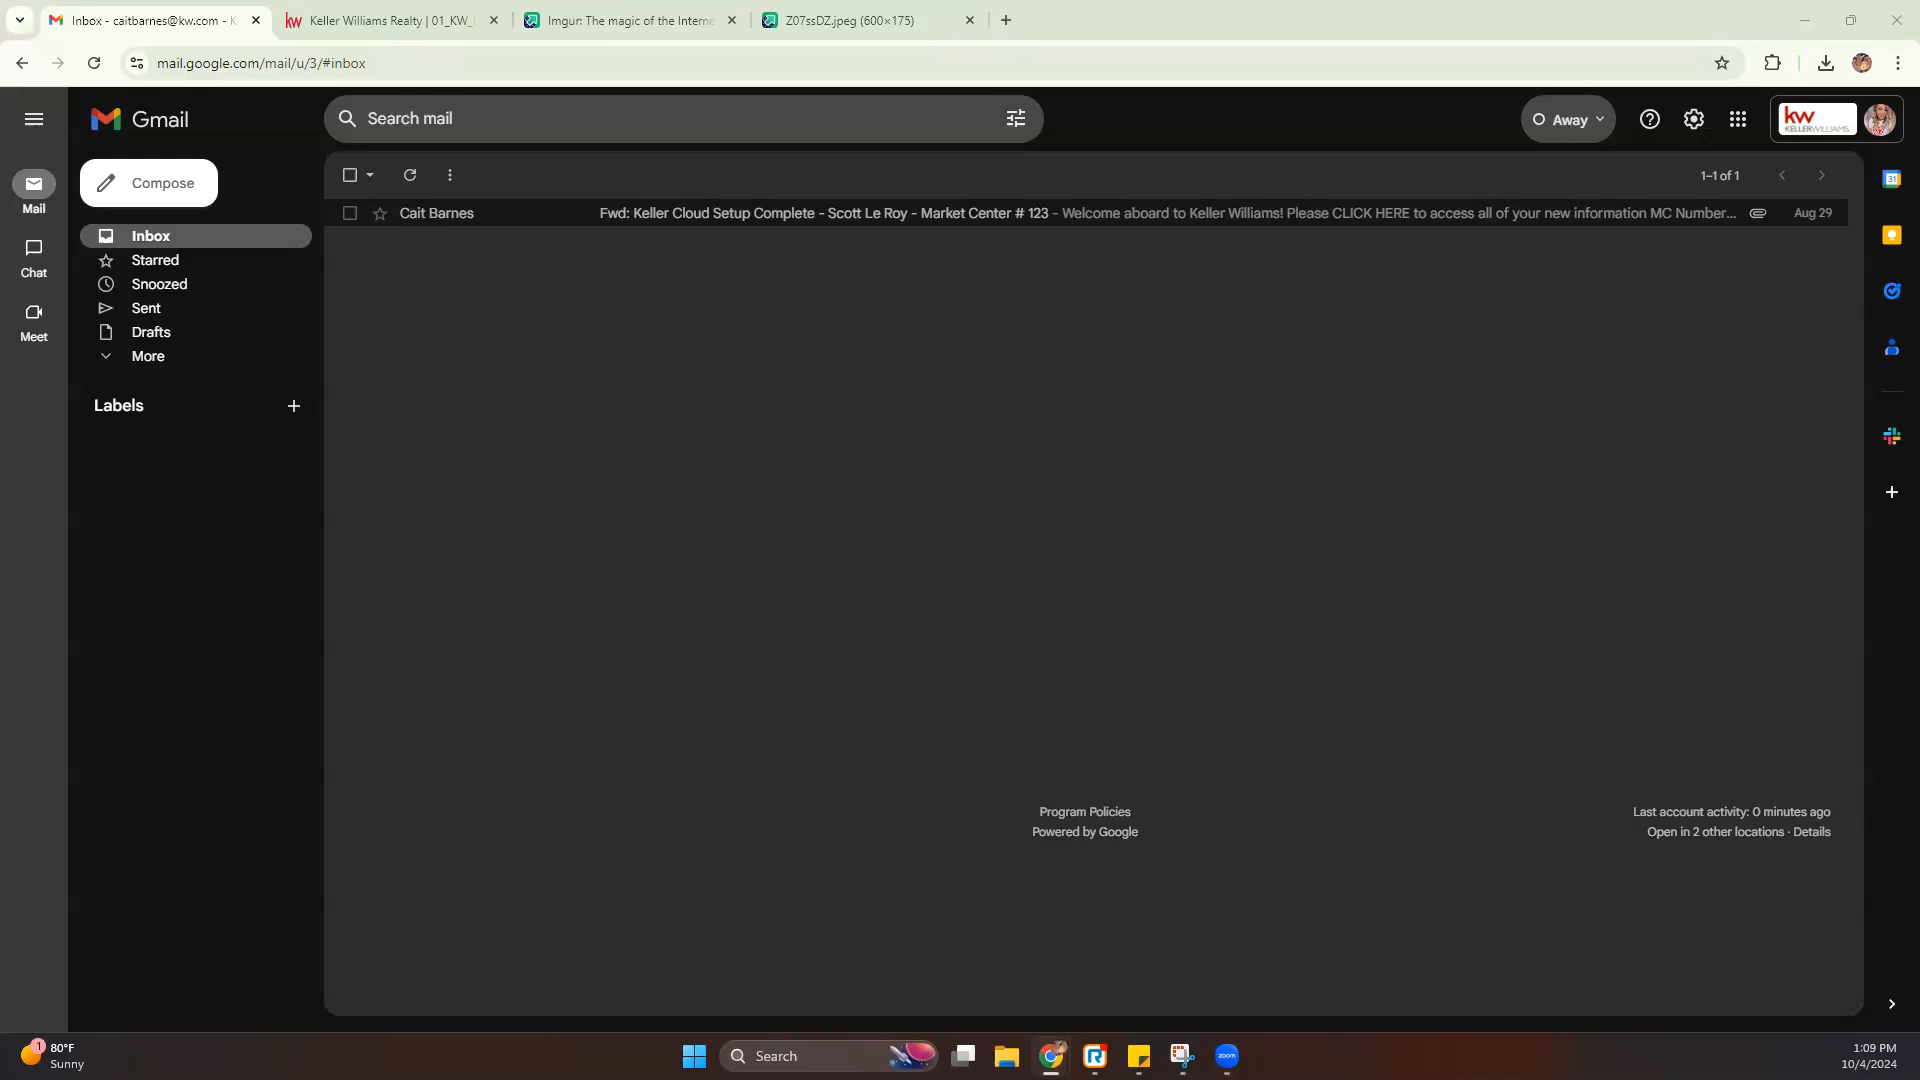 Inbox - caitbarnes@kw.com - K
Keller Williams Realty | 01_KW_
Imgur: The magic of the Interne
Z07ssDZ.jpeg (600×175)
mail.google.com/mail/u/3/#inbox
Gmail
Search mail
Away
kw
KELLERWILLIAMS.
Compose
1–1 of 1
31
Mail
Cait Barnes
Fwd: Keller Cloud Setup Complete - Scott Le Roy - Market Center # 123 - Welcome aboard to Keller Williams! Please CLICK HERE to access all of your new information MC Number...
Aug 29
Inbox
Starred
Chat
Snoozed
Sent
Meet
Drafts
More
Labels
Program Policies
Powered by Google
Last account activity: 0 minutes ago
Open in 2 other locations · Details
1
80°F
Sunny
Search
zoom
1:09 PM
10/4/2024